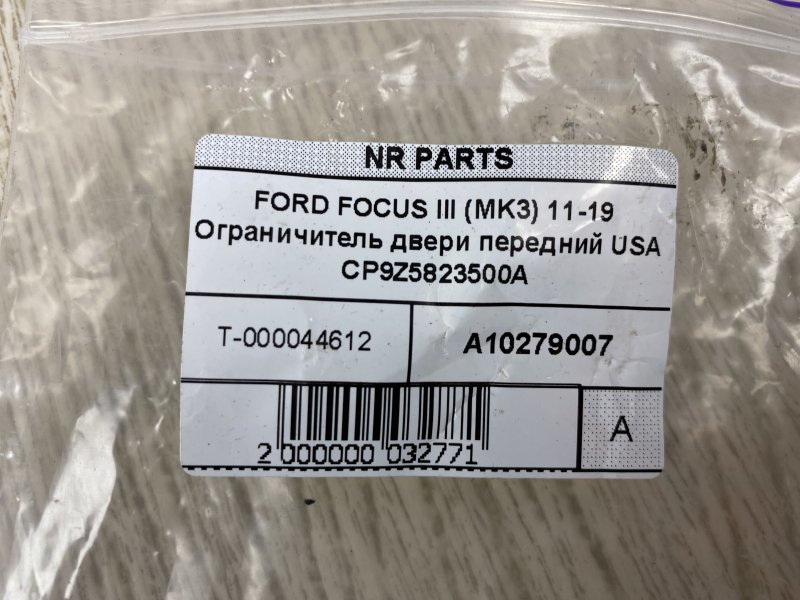 NR PARTS
FORD FOCUS III (MK3) 11-19
Ограничитель двери передний USA
CP9Z5823500A
T-000044612
A10279007
A
2 000000 032771